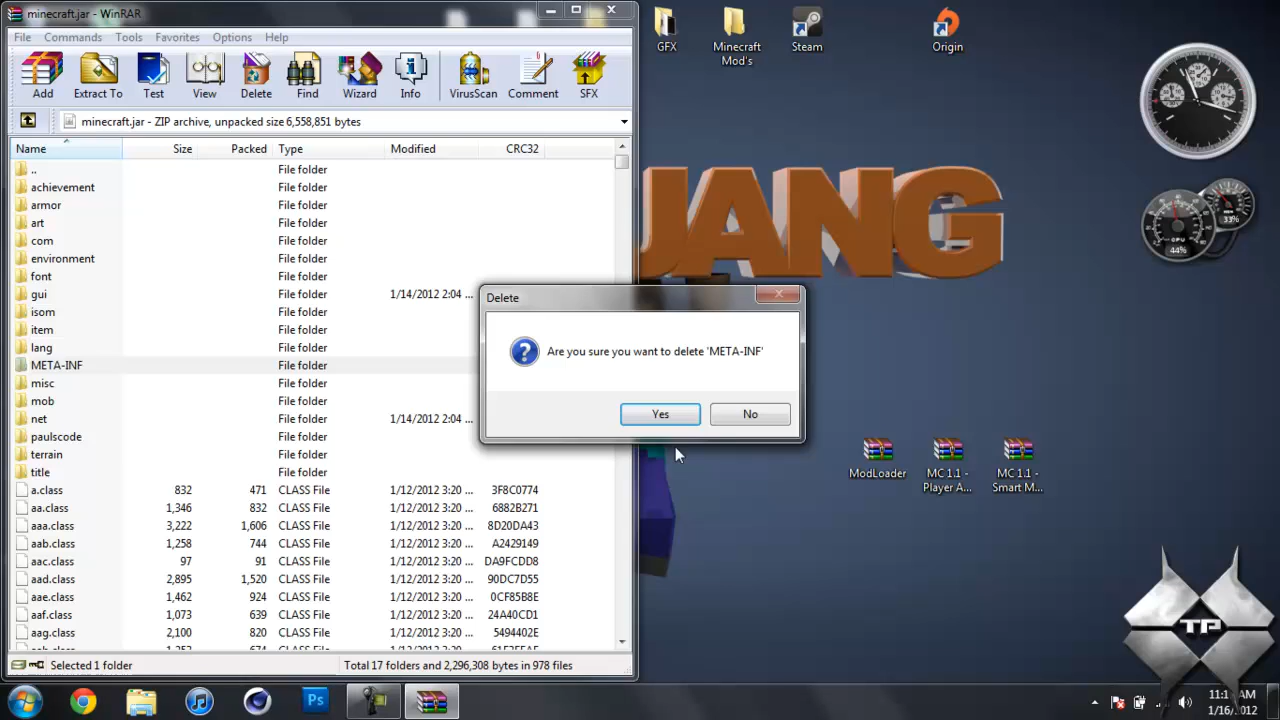 minecraft.jar - WinRAR
File Commands Tools Favorites Options Help
Add Extract To Test View Delete Find Wizard Info VirusScan Comment SFX
minecraft.jar - ZIP archive, unpacked size 6,558,851 bytes
Name Size Packed Type Modified CRC32
.. File folder
achievement File folder
armor File folder
art File folder
com File folder
environment File folder
font File folder
gui File folder 1/14/2012 2:04 ...
isom File folder
item File folder
lang File folder
META-INF File folder
misc File folder
mob File folder
net File folder 1/14/2012 2:04 ...
paulscode File folder
terrain File folder
title File folder
a.class 832 471 CLASS File 1/12/2012 3:20 ... 3F8C0774
aa.class 1,346 832 CLASS File 1/12/2012 3:20 ... 6882B271
aaa.class 3,222 1,606 CLASS File 1/12/2012 3:20 ... 8D20DA43
aab.class 1,258 744 CLASS File 1/12/2012 3:20 ... A2429149
aac.class 97 91 CLASS File 1/12/2012 3:20 ... DA9FCDD8
aad.class 2,895 1,520 CLASS File 1/12/2012 3:20 ... 90DC7D55
aae.class 1,462 924 CLASS File 1/12/2012 3:20 ... 0CF85B8E
aaf.class 1,073 639 CLASS File 1/12/2012 3:20 ... 24A40CD1
aag.class 2,100 820 CLASS File 1/12/2012 3:20 ... 5494402E
Selected 1 folder Total 17 folders and 2,296,308 bytes in 978 files
Delete
Are you sure you want to delete 'META-INF'
Yes No
GFX
Minecraft
Mod's
Steam
Origin
JANG
33%
CPU
44%
ModLoader
MC 1.1 -
Player A...
MC 1.1 -
Smart M...
TP
Ps
1/16/2012